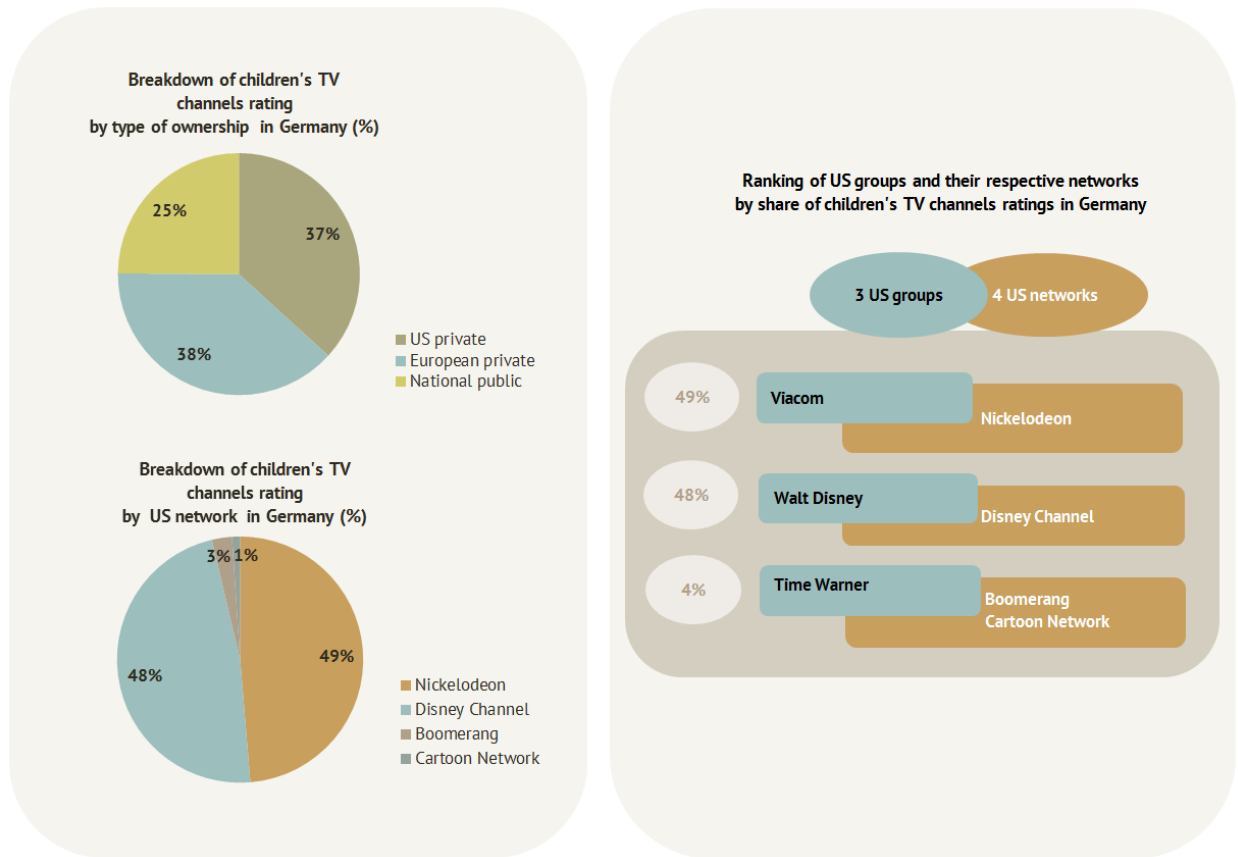 Breakdown of children's TV
channels rating
by type of ownership in Germany (%)
25%
37%
38%
US private
European private
National public
Breakdown of children's TV
channels rating
by US network in Germany (%)
3%
1%
48%
49%
Nickelodeon
Disney Channel
Boomerang
Cartoon Network
Ranking of US groups and their respective networks
by share of children's TV channels ratings in Germany
3 US groups
4 US networks
49%
Viacom
Nickelodeon
48%
Walt Disney
Disney Channel
4%
Time Warner
Boomerang
Cartoon Network